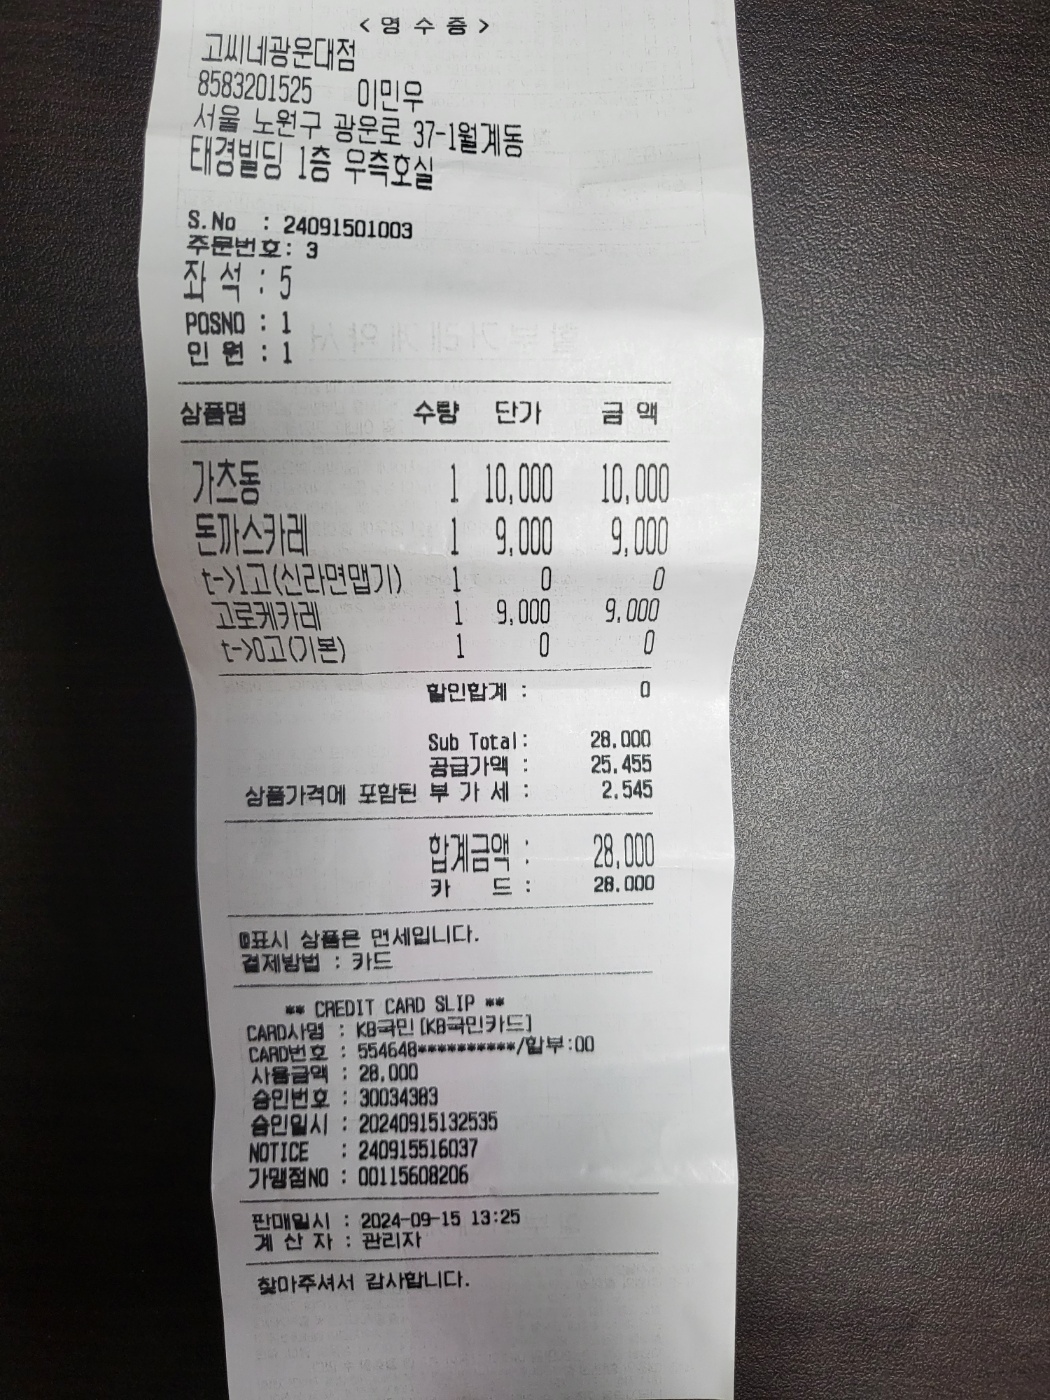 <영수증>
고씨네광운대점
8583201525 이민우
서울 노원구 광운로 37-1월계동
태경빌딩 1층 우측호실
S.No : 24091501003
주문번호: 3
좌 석 : 5
POSNO : 1
인 원 : 1
상품명 수량 단가 금 액
가츠동 1 10,000 10,000
돈까스카레 1 9,000 9,000
t->1고(신라면맵기) 1 0 0
고로케카레 1 9,000 9,000
t->0고(기본) 1 0 0
할인합계 : 0
Sub Total: 28,000
공급가액 : 25,455
상품가격에 포함된 부 가 세 : 2,545
합계금액 : 28,000
카 드 : 28,000
@표시 상품은 면세입니다.
결제방법 : 카드
** CREDIT CARD SLIP **
CARD사명 : KB국민[KB국민카드]
CARD번호 : 554648**********/할부:00
사용금액 : 28,000
승인번호 : 30034383
승인일시 : 20240915132535
NOTICE : 240915516037
가맹점NO : 00115608206
판매일시 : 2024-09-15 13:25
계 산 자 : 관리자
찾아주셔서 감사합니다.